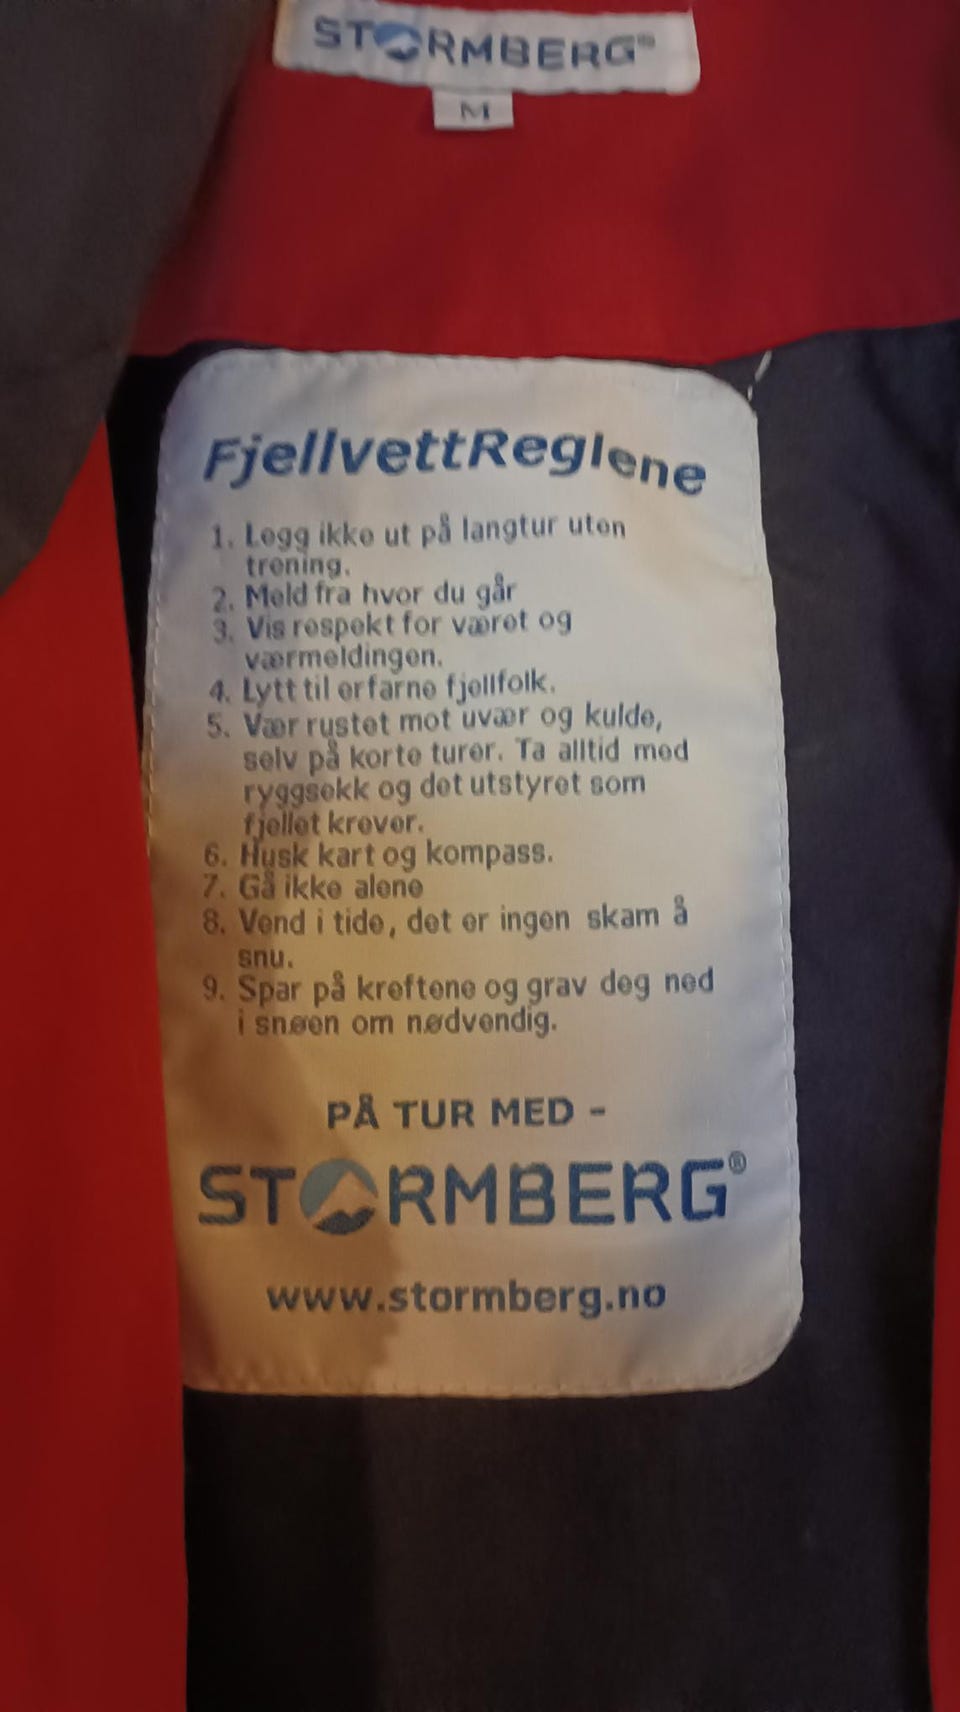 STORMBERG®
M
FjellvettReglene
1. Legg ikke ut på langtur uten
trening.
2. Meld fra hvor du går
3. Vis respekt for været og
værmeldingen.
4. Lytt til erfarne fjellfolk.
5. Vær rustet mot uvær og kulde,
selv på korte turer. Ta alltid med
ryggsekk og det utstyret som
fjellet krever.
6. Husk kart og kompass.
7. Gå ikke alene
8. Vend i tide, det er ingen skam å
snu.
9. Spar på kreftene og grav deg ned
i snøen om nødvendig.
PÅ TUR MED -
STORMBERG®
www.stormberg.no